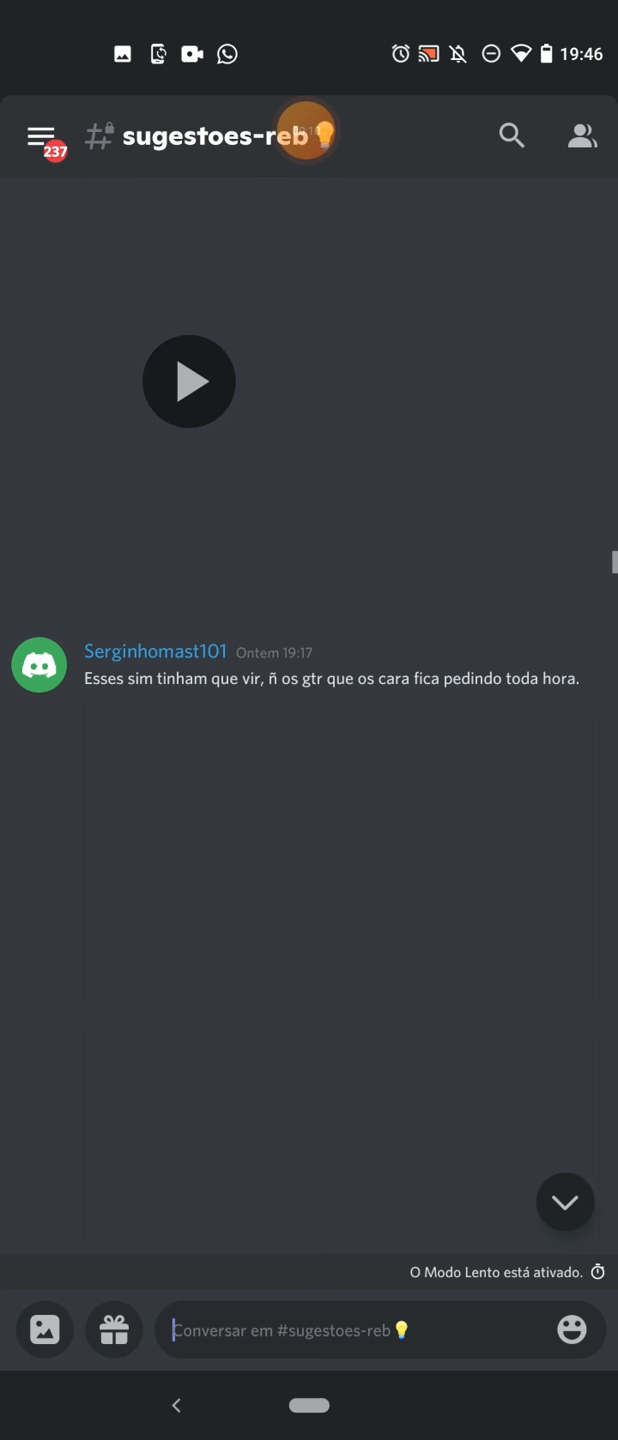 19:46
237
sugestoes-reb💡
Serginhomast101 Ontem 19:17
Esses sim tinham que vir, ñ os gtr que os cara fica pedindo toda hora.
O Modo Lento está ativado.
Conversar em #sugestoes-reb💡